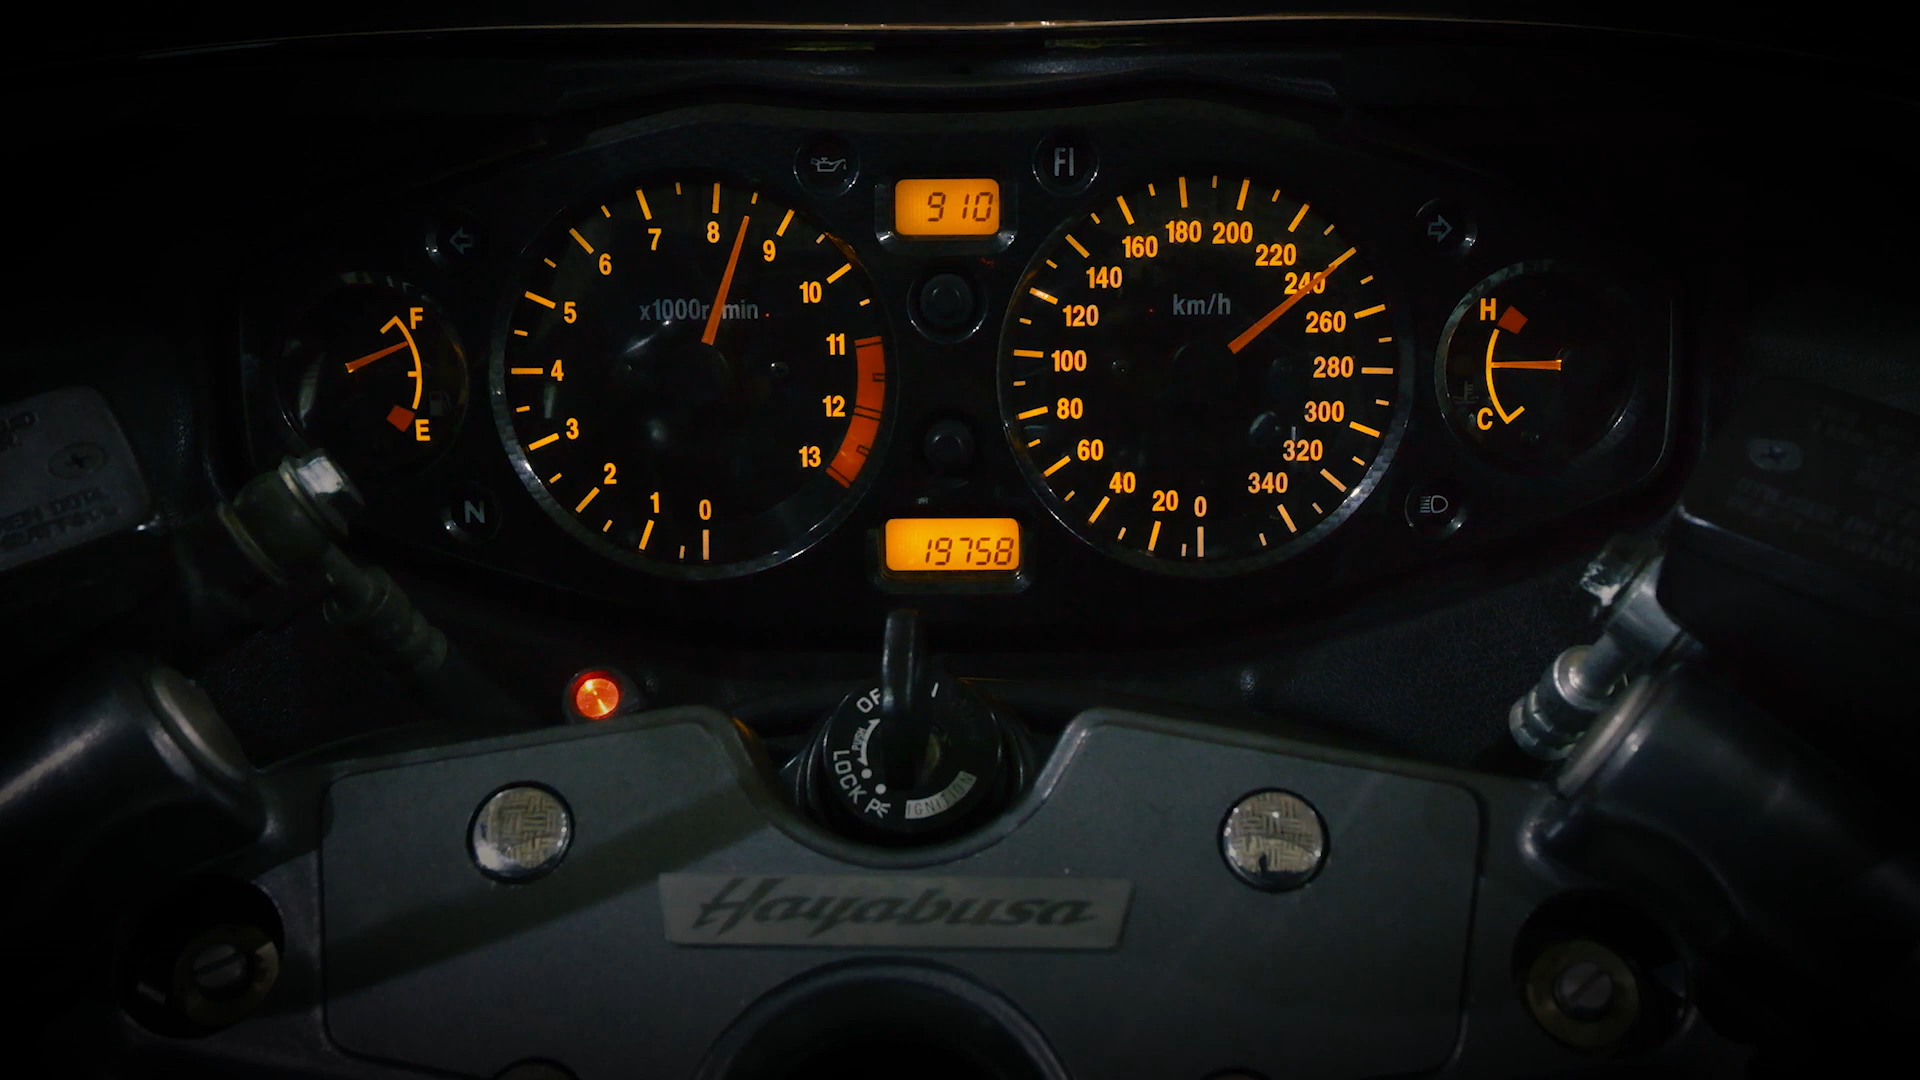 FI
910
8
7
9
6
x1000r/min
10
5
11
4
12
3
13
2
1
0
180
200
160
220
140
240
km/h
120
260
100
280
80
300
60
320
40
340
20
0
F
E
H
C
N
19758
OFF
PUSH
LOCK
P
IGNITION
Hayabusa